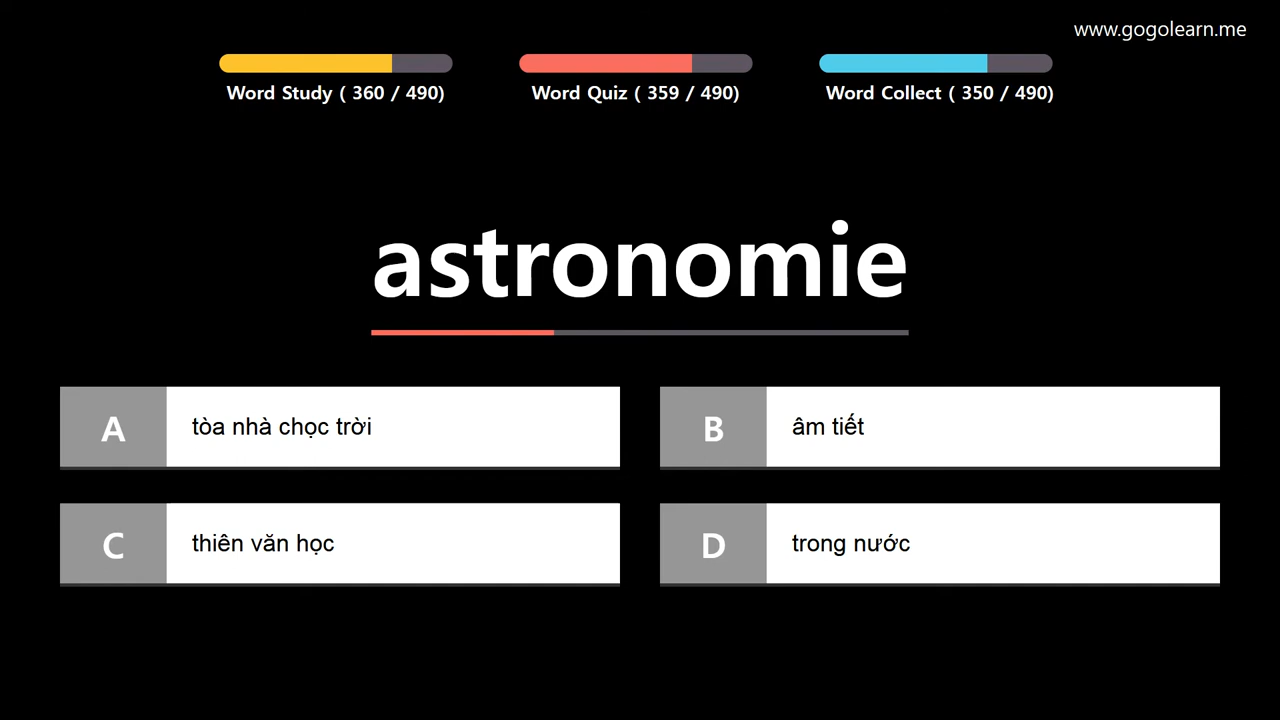 www.gogolearn.me
Word Study ( 360 / 490)
Word Quiz ( 359 / 490)
Word Collect ( 350 / 490)
astronomie
A
tòa nhà chọc trời
B
âm tiết
C
thiên văn học
D
trong nước